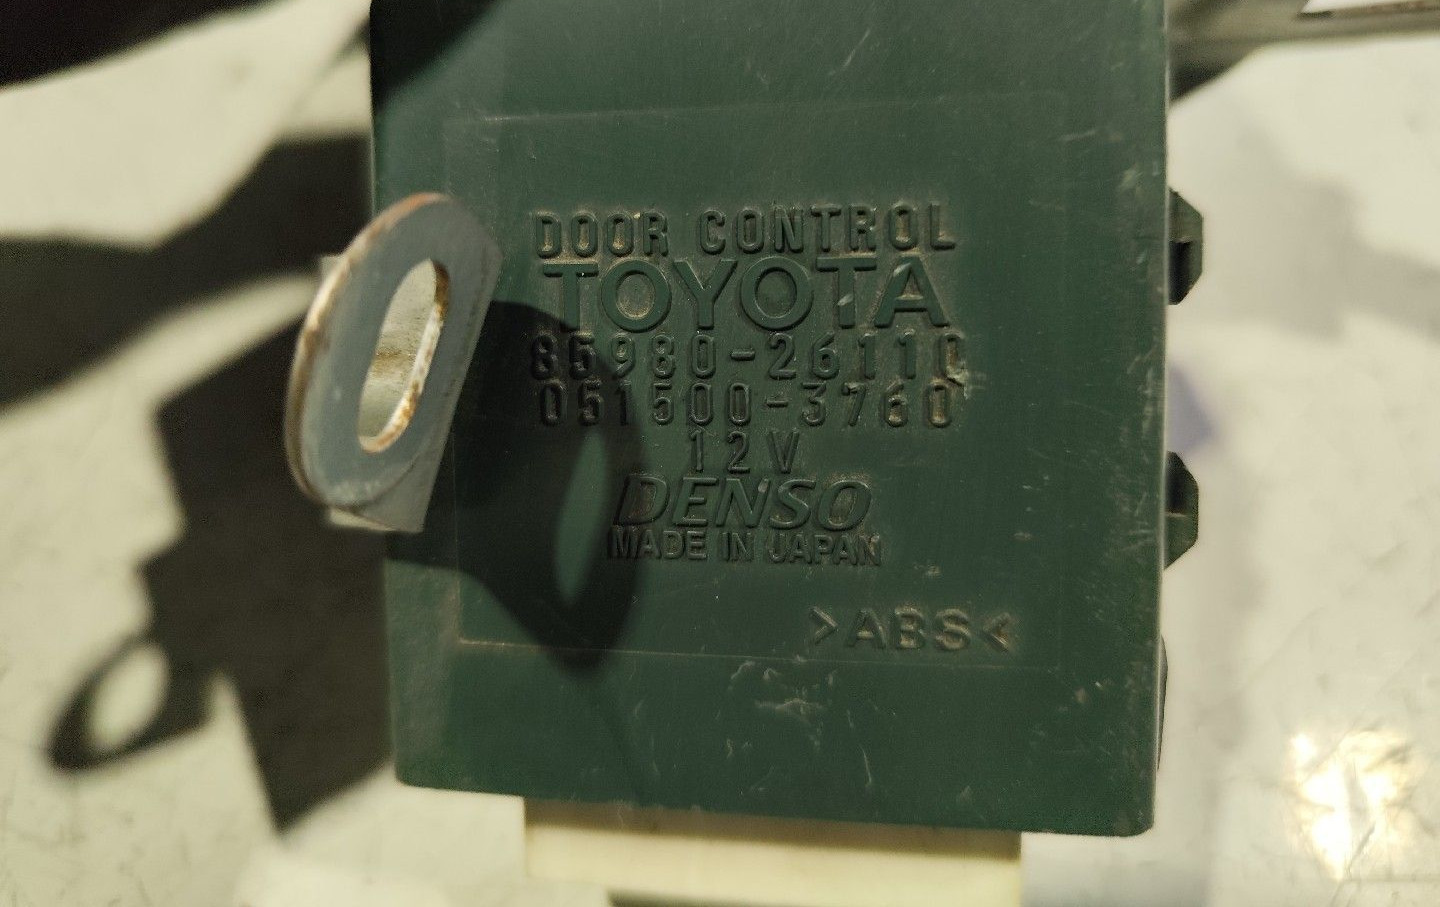 DOOR CONTROL
TOYOTA
85980-26110
051500-3760
12V
DENSO
MADE IN JAPAN
>ABS<